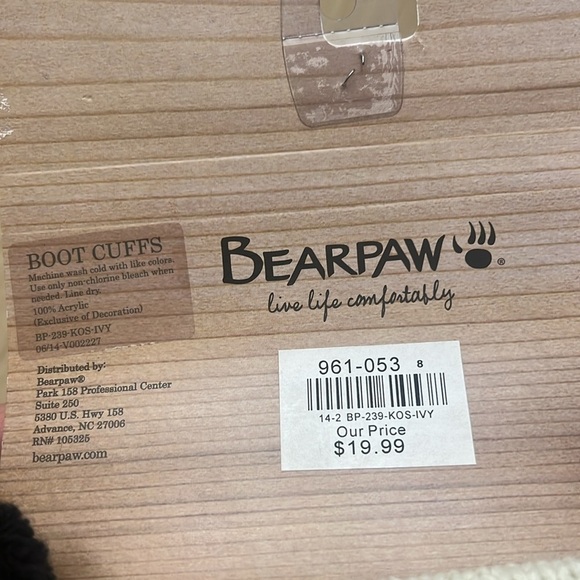 BOOT CUFFS
Machine wash cold with like colors.
Use only non-chlorine bleach when
needed. Line dry.
100% Acrylic
(Exclusive of Decoration)
BP-239-KOS-IVY
06/14-V002227
Distributed by:
Bearpaw®
Park 158 Professional Center
Suite 250
5380 U.S. Hwy 158
Advance, NC 27006
RN# 105325
bearpaw.com
BEARPAW®
live life comfortably
961-053 8
14-2 BP-239-KOS-IVY
Our Price
$19.99